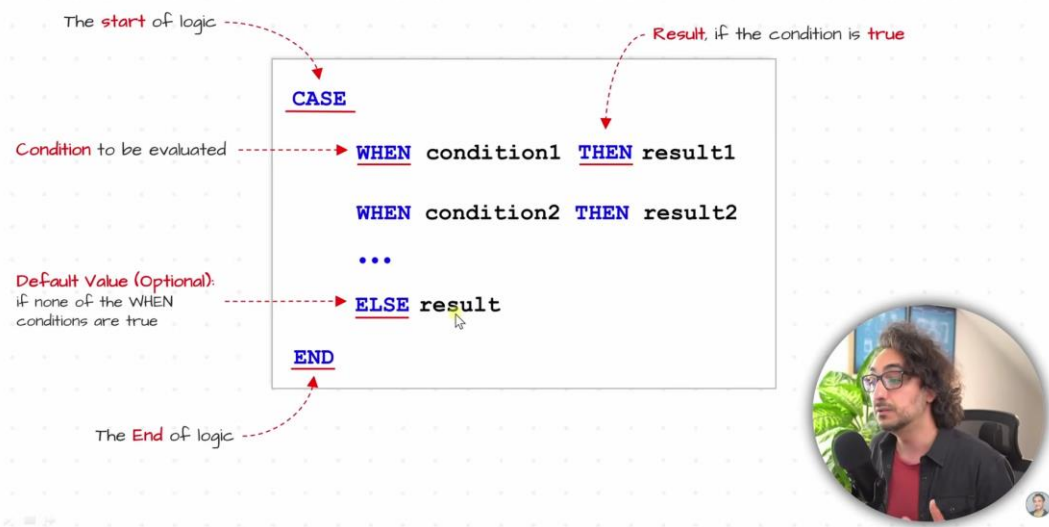 The start of logic
Result, if the condition is true
CASE
Condition to be evaluated
WHEN condition1 THEN result1
WHEN condition2 THEN result2
...
Default Value (Optional):
if none of the WHEN
conditions are true
ELSE result
END
The End of logic